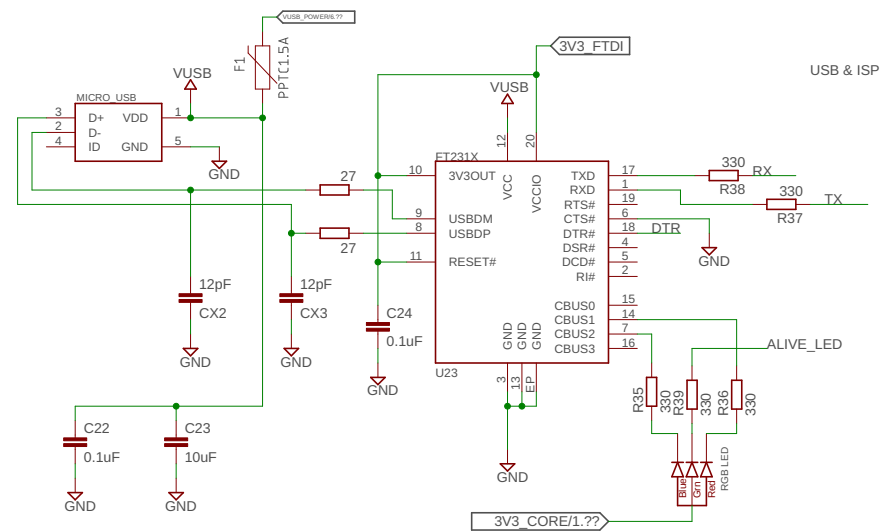 VUSB_POWER/6.??
F1
PPTC1.5A
3V3_FTDI
USB & ISP
VUSB
MICRO_USB
3 D+ VDD 1
2 D-
4 ID GND 5
GND
VUSB
12
20
FT231X
10 3V3OUT
VCC
VCCIO
TXD 17
RXD 1
RTS# 19
CTS# 6
DTR# 18
DSR# 4
DCD# 5
RI# 2
330
RX
R38
330
TX
R37
DTR
GND
27
9 USBDM
8 USBDP
27
11 RESET#
12pF
CX2
GND
12pF
CX3
GND
C24
0.1uF
GND
CBUS0 15
CBUS1 14
CBUS2 7
CBUS3 16
GND
GND
GND
U23
3
13
EP
GND
ALIVE_LED
R35
330
R39
330
R36
330
C22
0.1uF
GND
C23
10uF
GND
Blue
Grn
Red
RGB LED
3V3_CORE/1.??